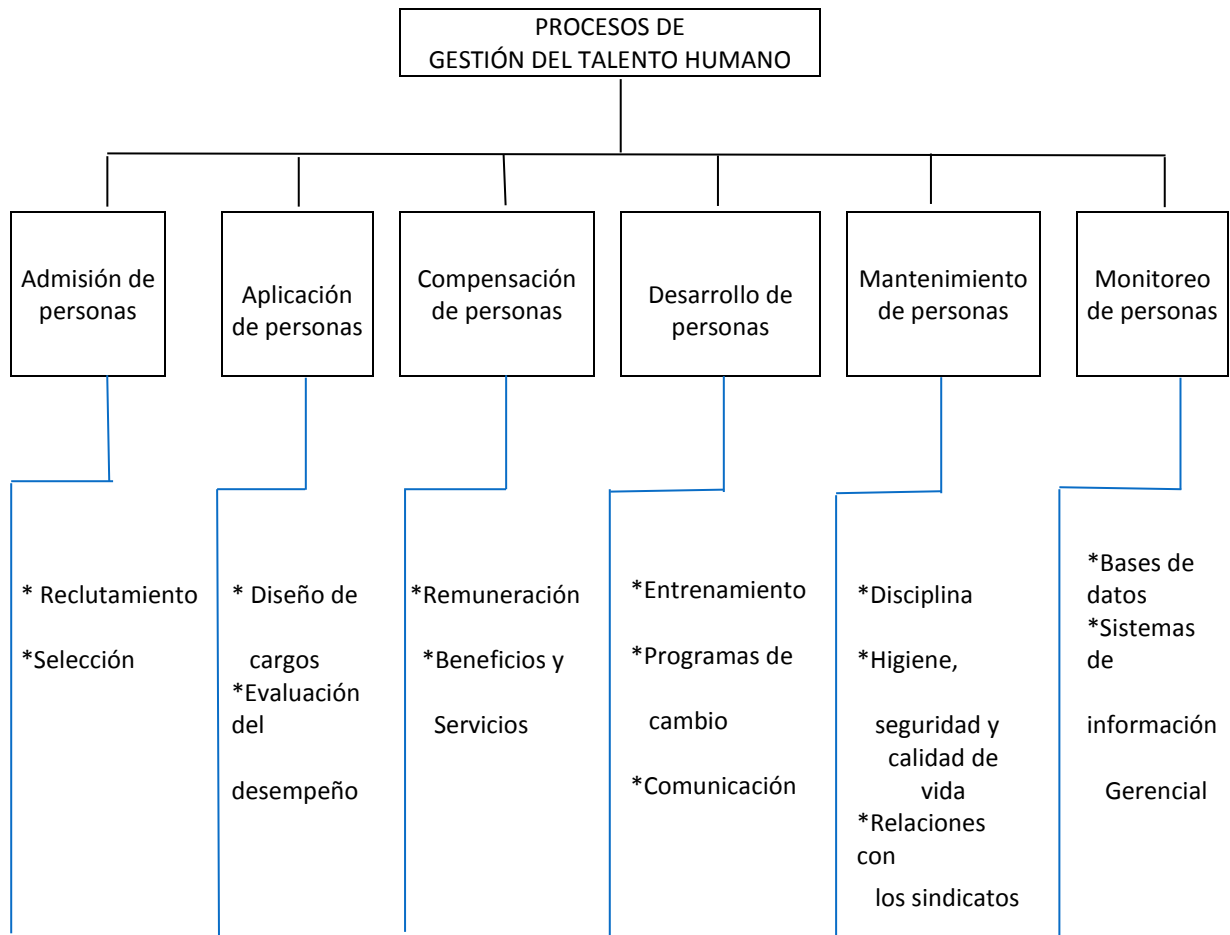 PROCESOS DE
GESTIÓN DEL TALENTO HUMANO
Admisión de
personas
Aplicación
de personas
Compensación
de personas
Desarrollo de
personas
Mantenimiento
de personas
Monitoreo
de personas
* Reclutamiento
*Selección
* Diseño de
cargos
*Evaluación
del
desempeño
*Remuneración
*Beneficios y
Servicios
*Entrenamiento
*Programas de
cambio
*Comunicación
*Disciplina
*Higiene,
seguridad y
calidad de
vida
*Relaciones
con
los sindicatos
*Bases de
datos
*Sistemas
de
información
Gerencial